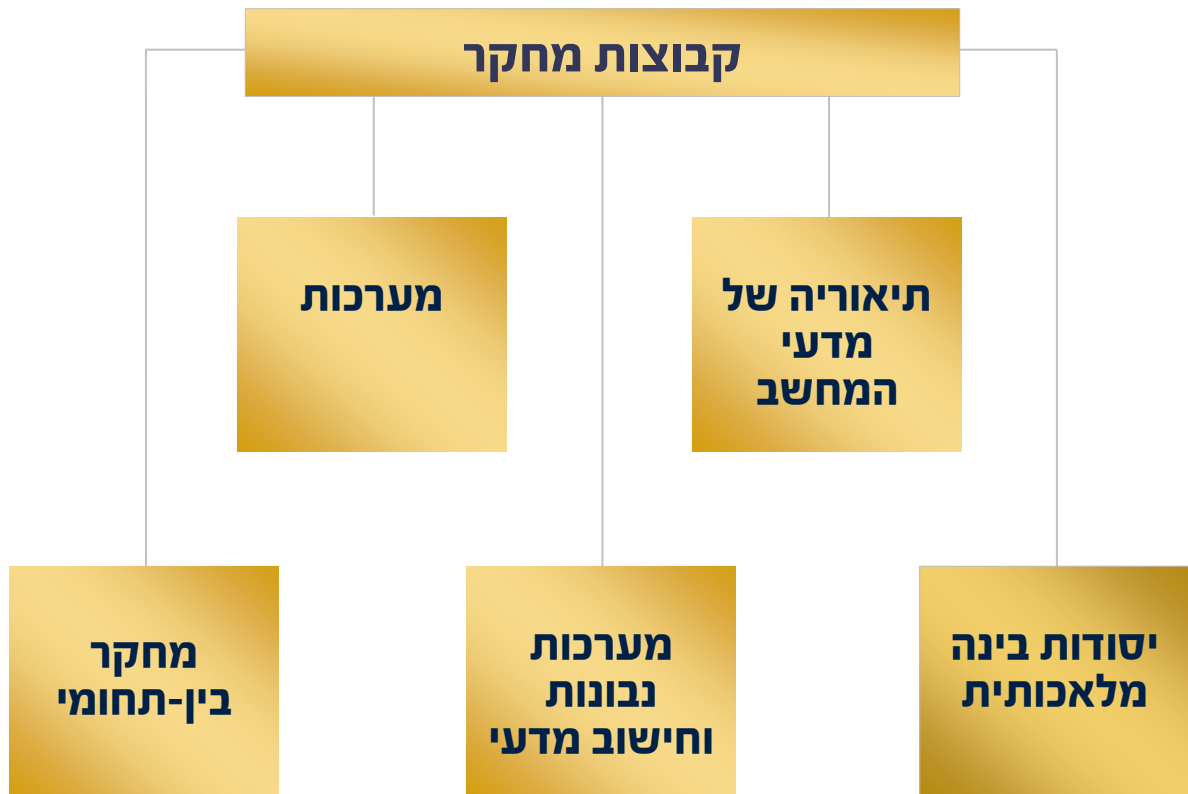 קבוצות מחקר
תיאוריה של
מדעי
המחשב
מערכות
יסודות בינה
מלאכותית
מערכות
נבונות
וחישוב מדעי
מחקר
בין-תחומי